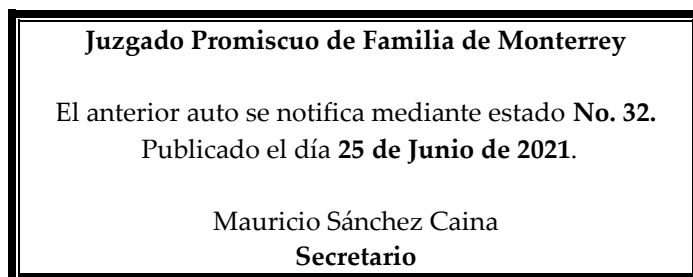 Juzgado Promiscuo de Familia de Monterrey
El anterior auto se notifica mediante estado No. 32.
Publicado el día 25 de Junio de 2021.
Mauricio Sánchez Caina
Secretario